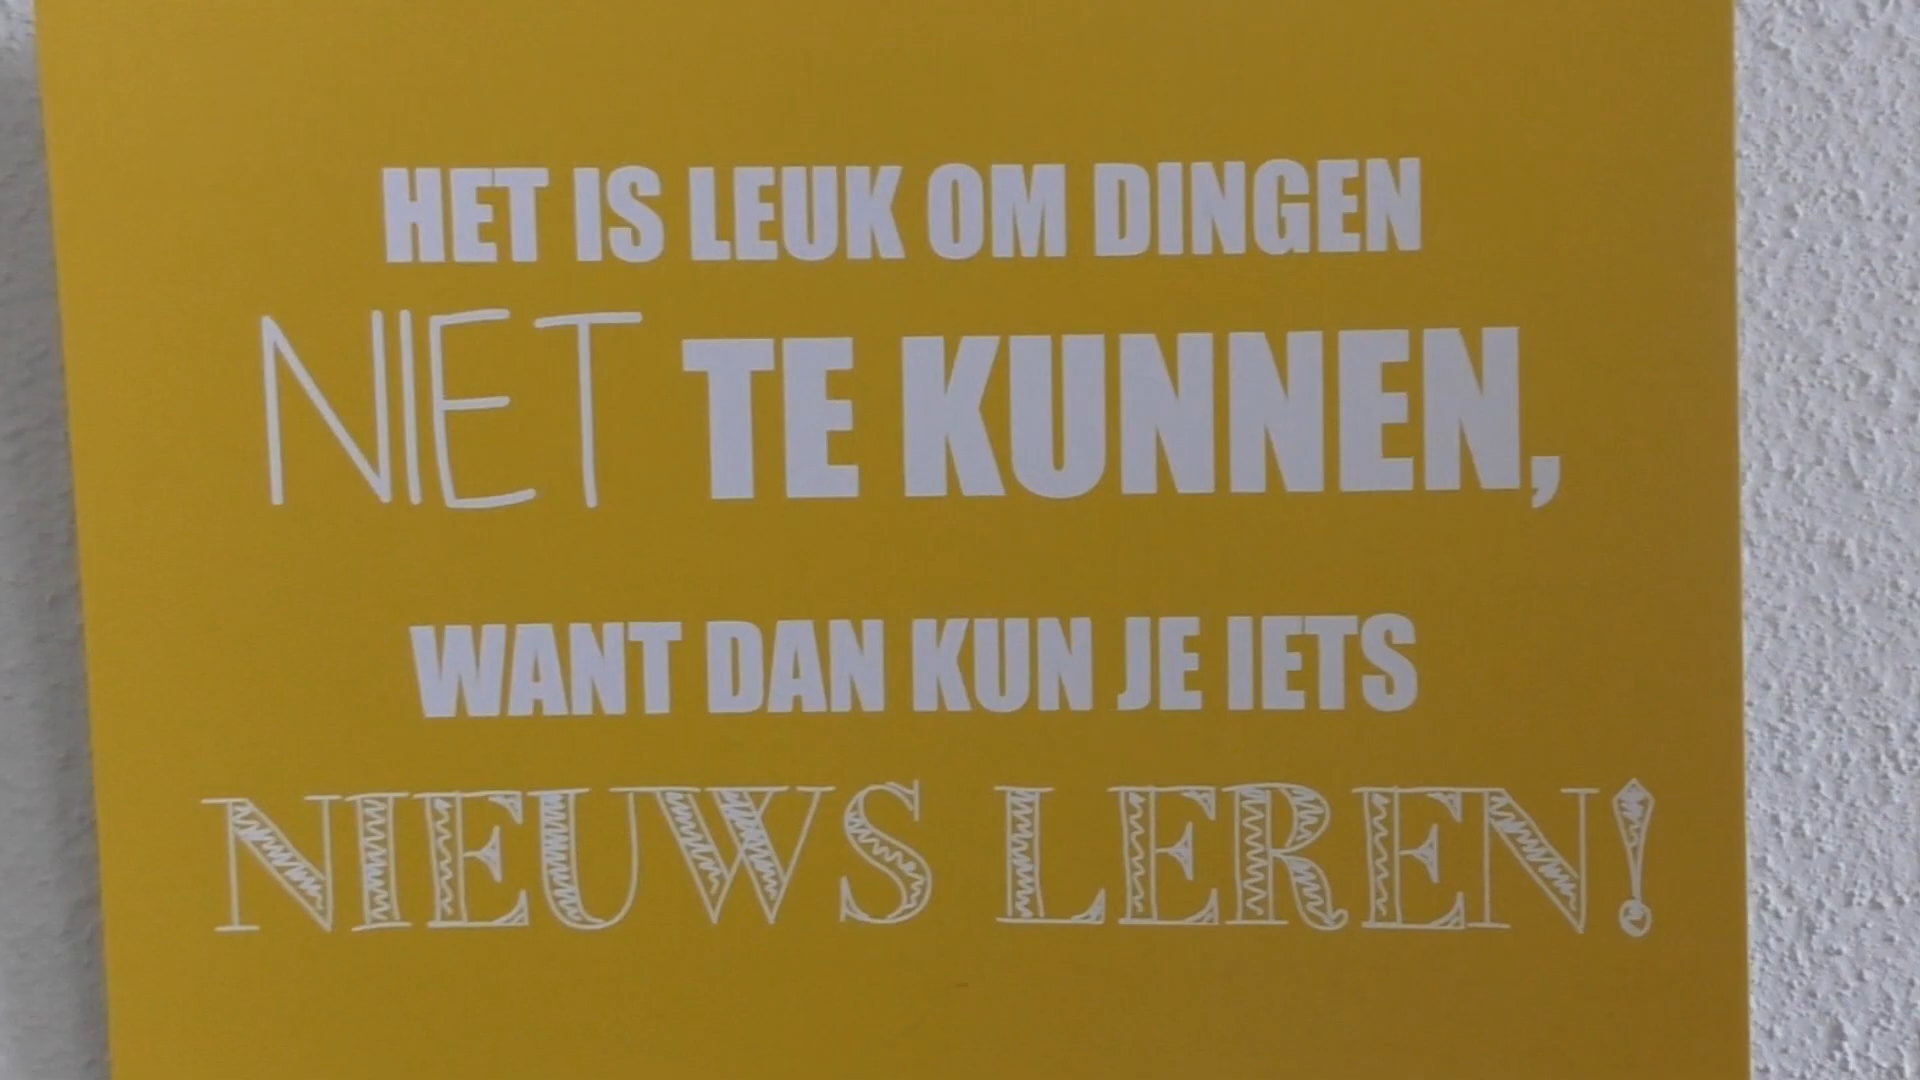 HET IS LEUK OM DINGEN
NIET TE KUNNEN,
WANT DAN KUN JE IETS
NIEUWS LEREN!